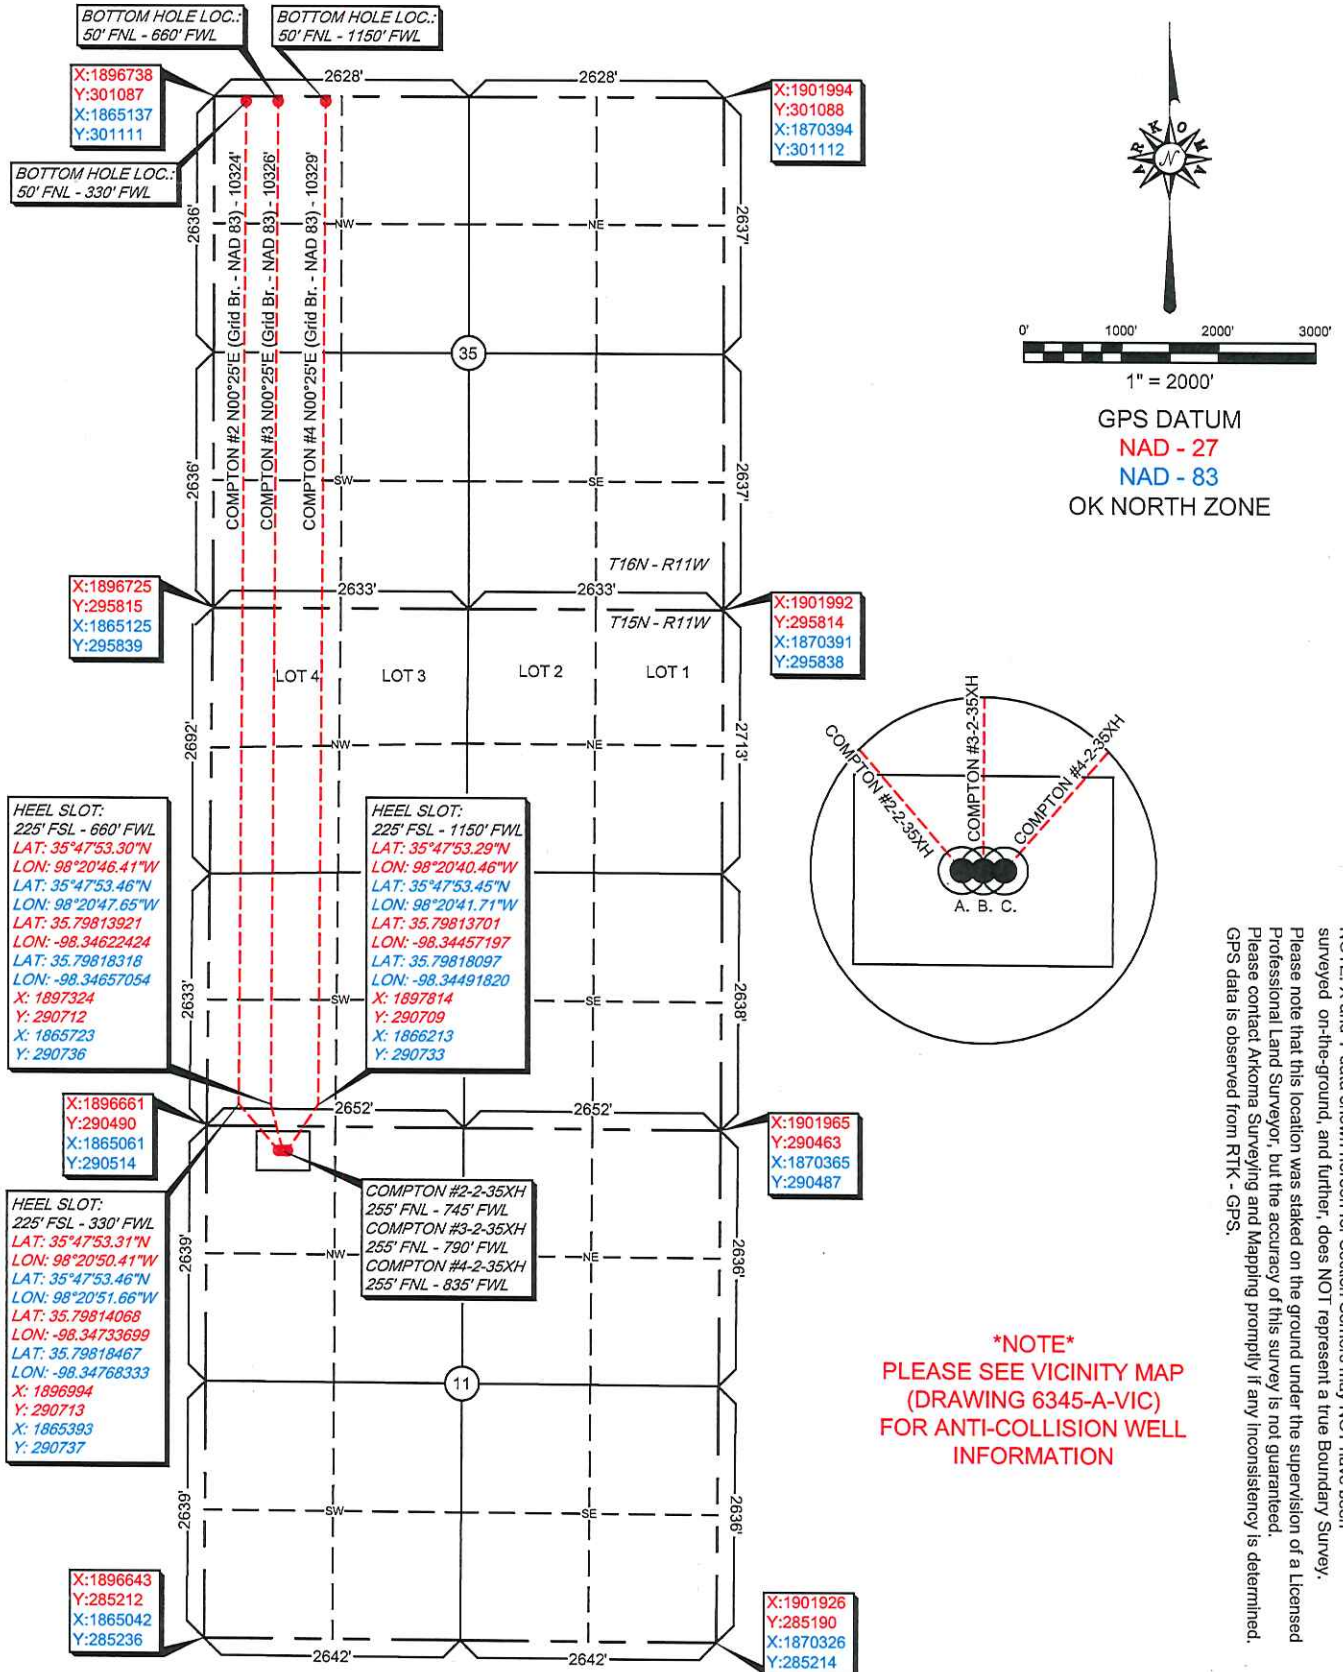 BOTTOM HOLE LOC.:
50' FNL - 660' FWL
BOTTOM HOLE LOC.:
50' FNL - 1150' FWL
2628'
2628'
X:1896738
Y:301087
X:1865137
Y:301111
X:1901994
Y:301088
X:1870394
Y:301112
BOTTOM HOLE LOC.:
50' FNL - 330' FWL
ARKOMA
N
2636'
NW
NE
2637'
COMPTON #2 N00°25'E (Grid Br. - NAD 83) - 10324'
COMPTON #3 N00°25'E (Grid Br. - NAD 83) - 10326'
COMPTON #4 N00°25'E (Grid Br. - NAD 83) - 10329'
35
0' 1000' 2000' 3000'
1" = 2000'
GPS DATUM
NAD - 27
NAD - 83
OK NORTH ZONE
2636'
SW
SE
2637'
T16N - R11W
X:1896725
Y:295815
X:1865125
Y:295839
2633'
2633'
X:1901992
Y:295814
X:1870391
Y:295838
T15N - R11W
LOT 4
LOT 3
LOT 2
LOT 1
2692'
NW
NE
2713'
COMPTON #2-2-35XH
COMPTON #3-2-35XH
COMPTON #4-2-35XH
A. B. C.
HEEL SLOT:
225' FSL - 660' FWL
LAT: 35°47'53.30"N
LON: 98°20'46.41"W
LAT: 35°47'53.46"N
LON: 98°20'47.65"W
LAT: 35.79813921
LON: -98.34622424
LAT: 35.79818318
LON: -98.34657054
X: 1897324
Y: 290712
X: 1865723
Y: 290736
HEEL SLOT:
225' FSL - 1150' FWL
LAT: 35°47'53.29"N
LON: 98°20'40.46"W
LAT: 35°47'53.45"N
LON: 98°20'41.71"W
LAT: 35.79813701
LON: -98.34457197
LAT: 35.79818097
LON: -98.34491820
X: 1897814
Y: 290709
X: 1866213
Y: 290733
2633'
SW
SE
2638'
X:1896661
Y:290490
X:1865061
Y:290514
2652'
2652'
X:1901965
Y:290463
X:1870365
Y:290487
HEEL SLOT:
225' FSL - 330' FWL
LAT: 35°47'53.31"N
LON: 98°20'50.41"W
LAT: 35°47'53.46"N
LON: 98°20'51.66"W
LAT: 35.79814068
LON: -98.34733699
LAT: 35.79818467
LON: -98.34768333
X: 1896994
Y: 290713
X: 1865393
Y: 290737
COMPTON #2-2-35XH
255' FNL - 745' FWL
COMPTON #3-2-35XH
255' FNL - 790' FWL
COMPTON #4-2-35XH
255' FNL - 835' FWL
2639'
NW
NE
2636'
11
2639'
SW
SE
2636'
*NOTE*
PLEASE SEE VICINITY MAP
(DRAWING 6345-A-VIC)
FOR ANTI-COLLISION WELL
INFORMATION
X:1896643
Y:285212
X:1865042
Y:285236
2642'
2642'
X:1901926
Y:285190
X:1870326
Y:285214
surveyed on-the-ground, and further, does NOT represent a true Boundary Survey.
Please note that this location was staked on the ground under the supervision of a Licensed
Professional Land Surveyor, but the accuracy of this survey is not guaranteed.
Please contact Arkoma Surveying and Mapping promptly if any inconsistency is determined.
GPS data is observed from RTK - GPS.